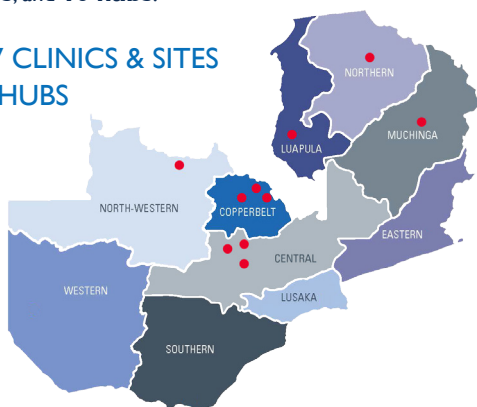 CLINICS & SITES
HUBS
NORTHERN
MUCHINGA
LUAPULA
NORTH-WESTERN
COPPERBELT
EASTERN
CENTRAL
WESTERN
LUSAKA
SOUTHERN